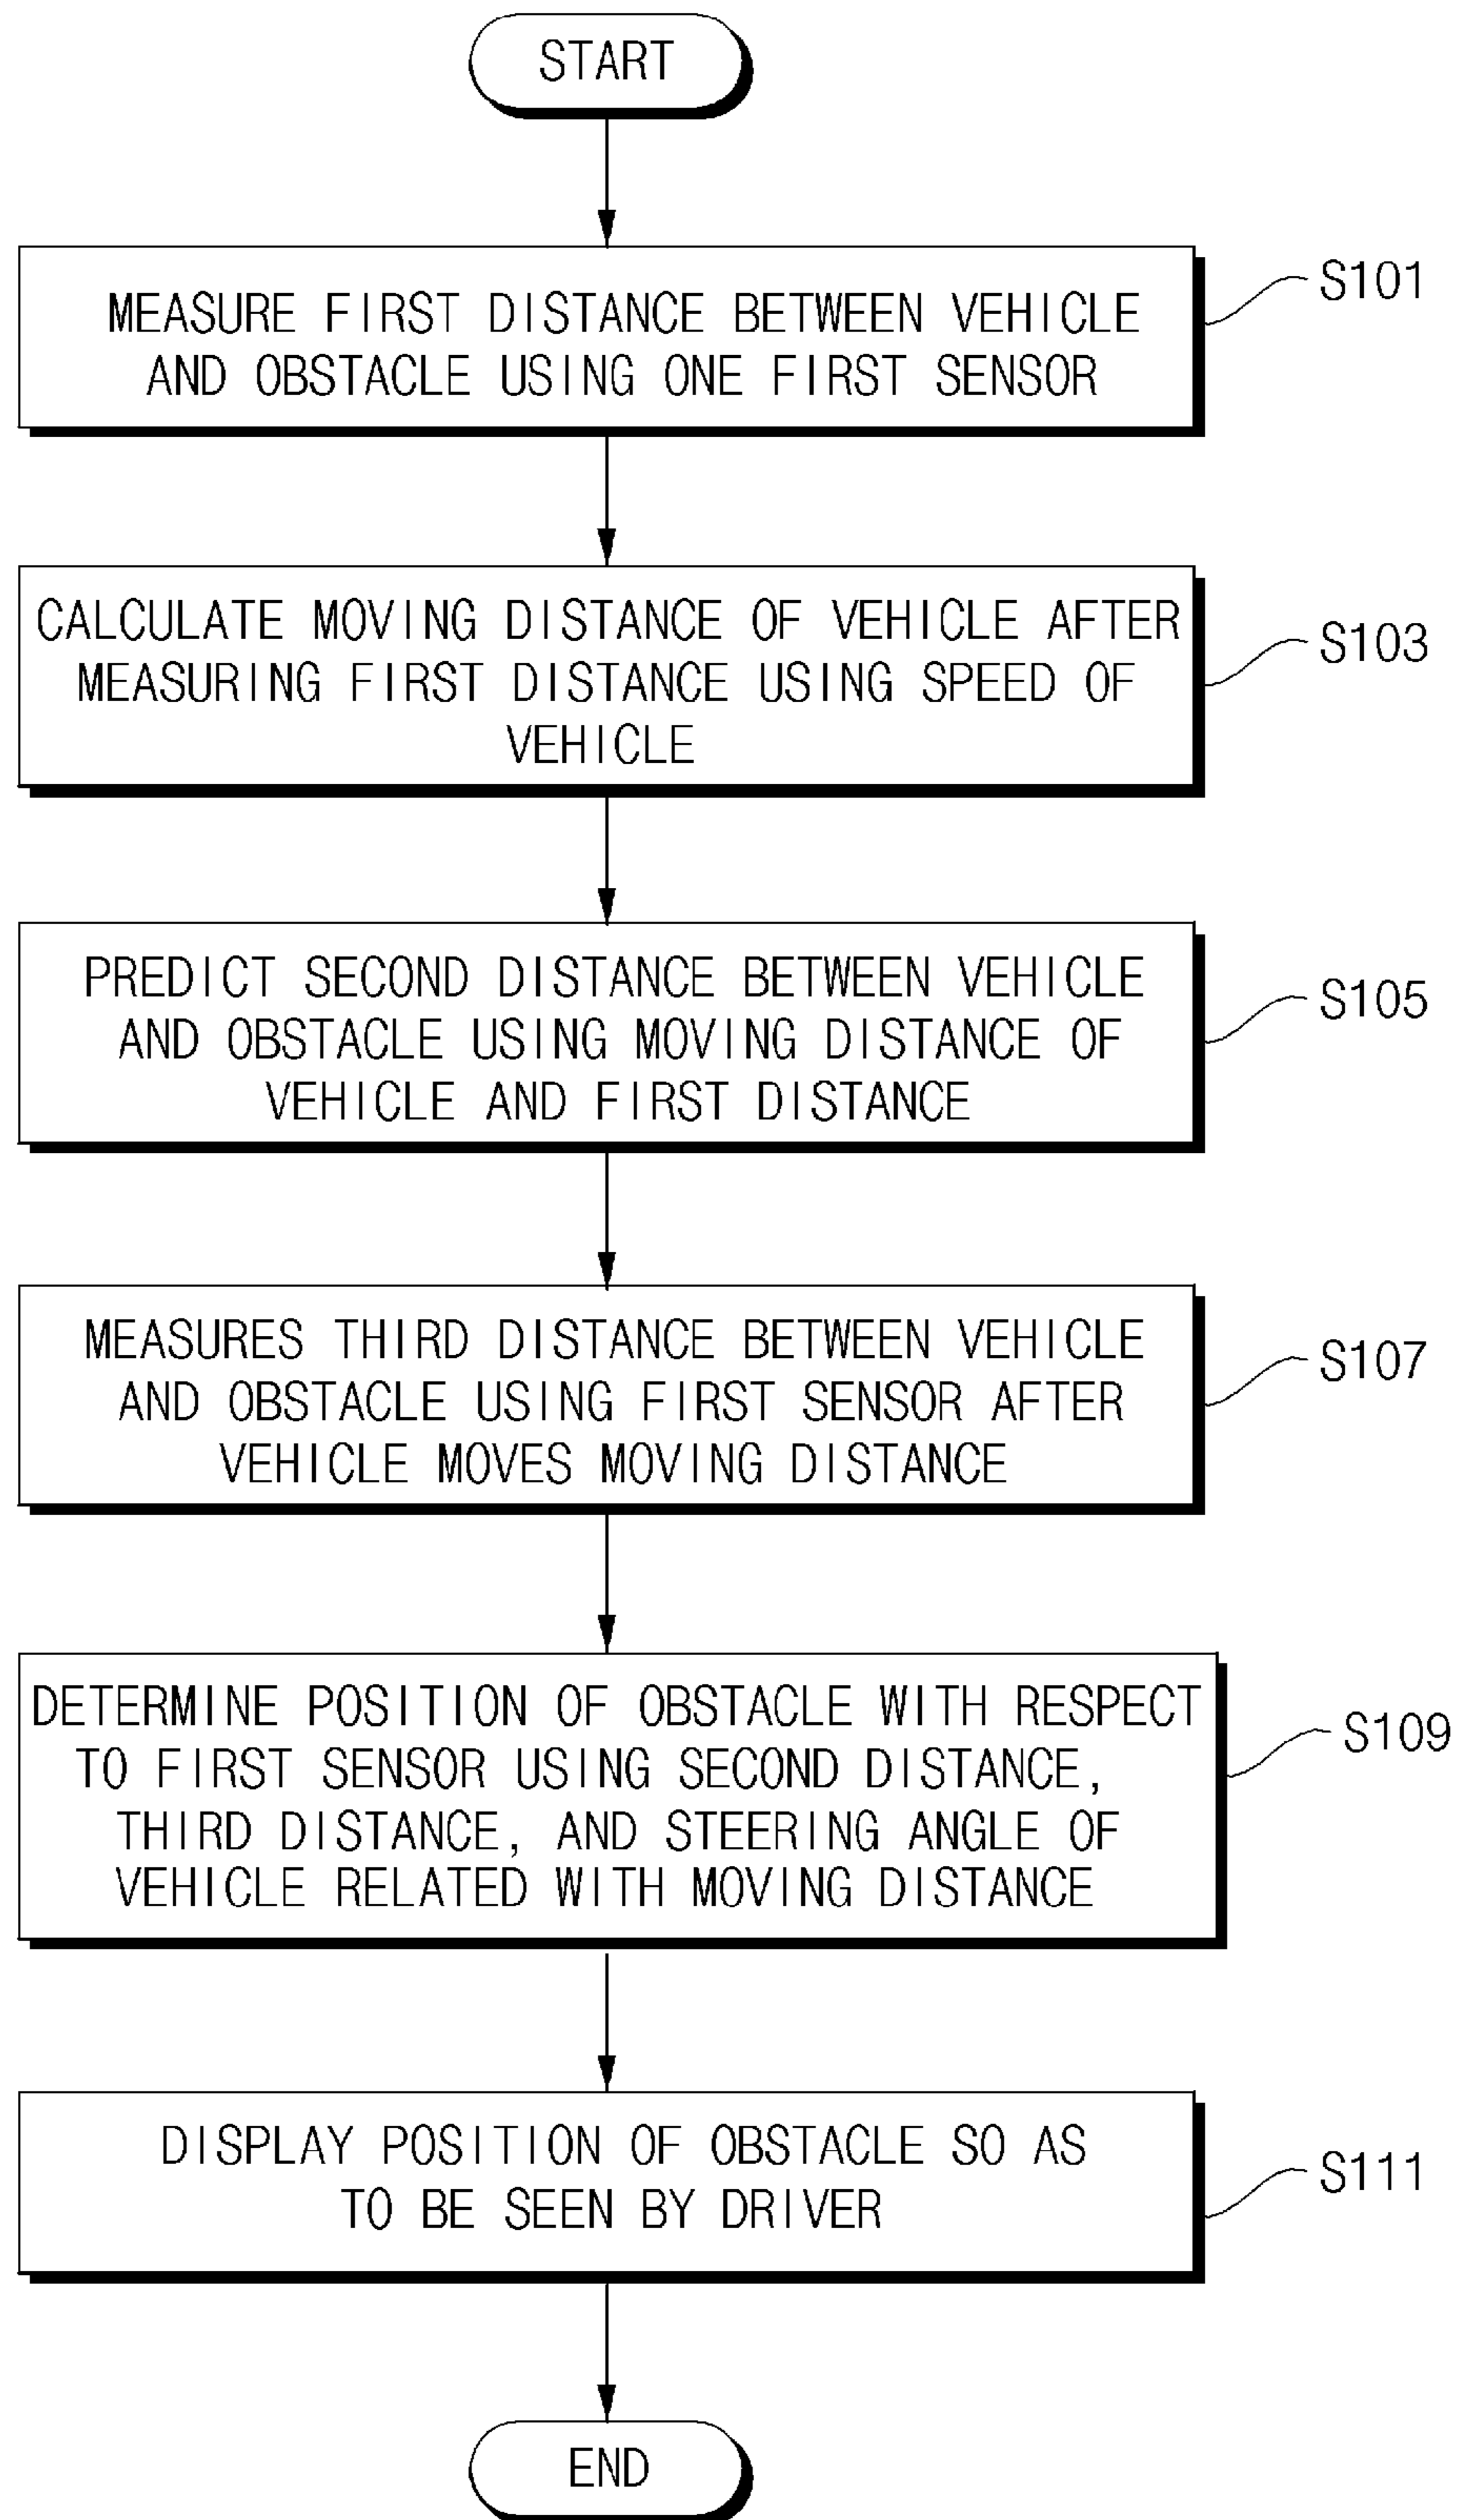 START
MEASURE FIRST DISTANCE BETWEEN VEHICLE
AND OBSTACLE USING ONE FIRST SENSOR
S101
CALCULATE MOVING DISTANCE OF VEHICLE AFTER
MEASURING FIRST DISTANCE USING SPEED OF
VEHICLE
S103
PREDICT SECOND DISTANCE BETWEEN VEHICLE
AND OBSTACLE USING MOVING DISTANCE OF
VEHICLE AND FIRST DISTANCE
S105
MEASURES THIRD DISTANCE BETWEEN VEHICLE
AND OBSTACLE USING FIRST SENSOR AFTER
VEHICLE MOVES MOVING DISTANCE
S107
DETERMINE POSITION OF OBSTACLE WITH RESPECT
TO FIRST SENSOR USING SECOND DISTANCE,
THIRD DISTANCE, AND STEERING ANGLE OF
VEHICLE RELATED WITH MOVING DISTANCE
S109
DISPLAY POSITION OF OBSTACLE SO AS
TO BE SEEN BY DRIVER
S111
END